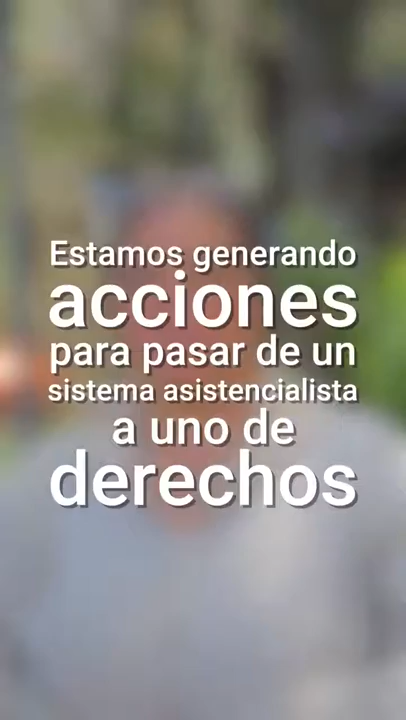 Estamos generando
acciones
para pasar de un
sistema asistencialista
a uno de
derechos